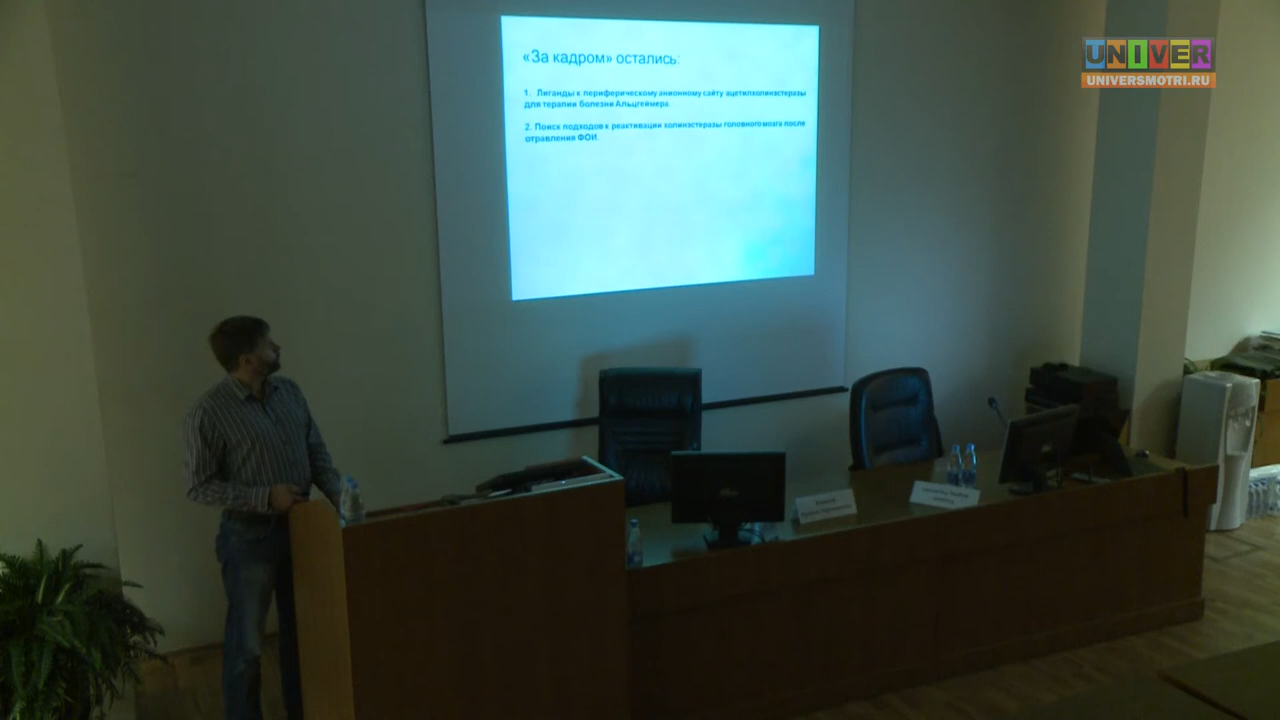 UNIVER
UNIVERSMOTRI.RU
«За кадром» остались:
1. Лиганды к периферическому анионному сайту ацетилхолинэстеразы
для терапии болезни Альцгеймера.
2. Поиск подходов к реактивации холинэстеразы головного мозга после
отравления ФОИ.